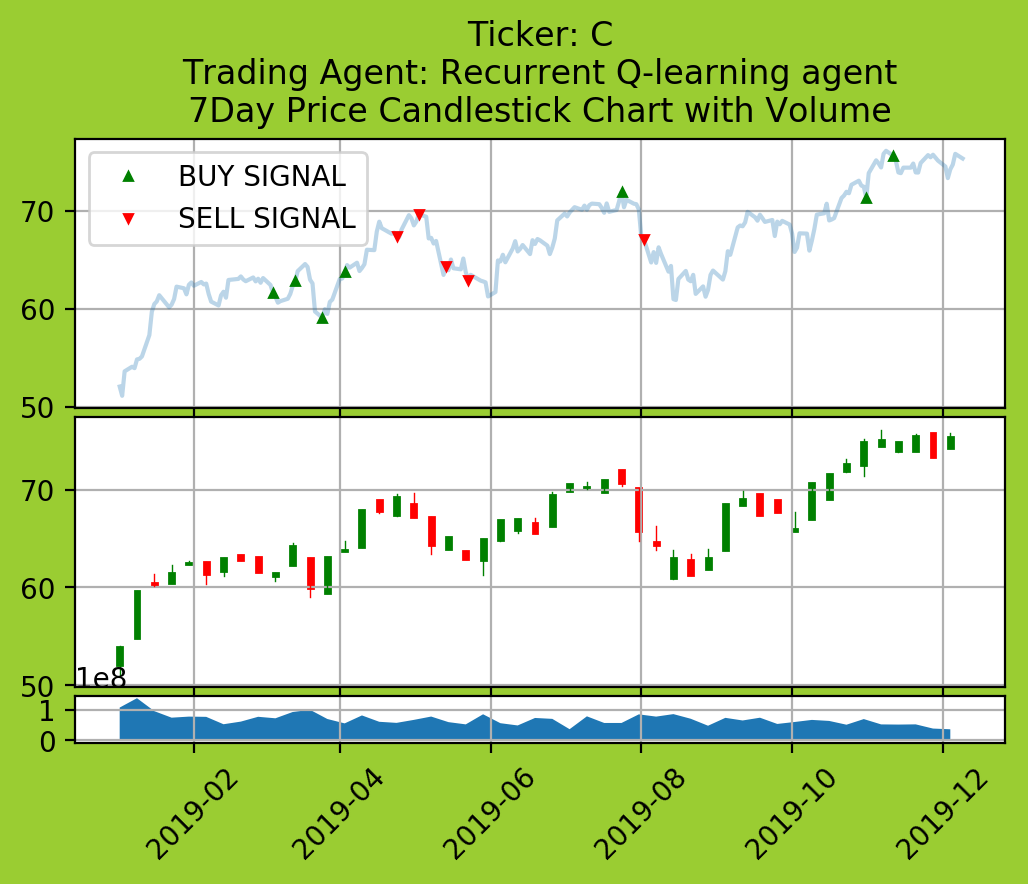 Ticker: C
Trading Agent: Recurrent Q-learning agent
7Day Price Candlestick Chart with Volume
BUY SIGNAL
SELL SIGNAL
70
60
50
70
60
50
1e8
1
0
2019-02
2019-04
2019-06
2019-08
2019-10
2019-12